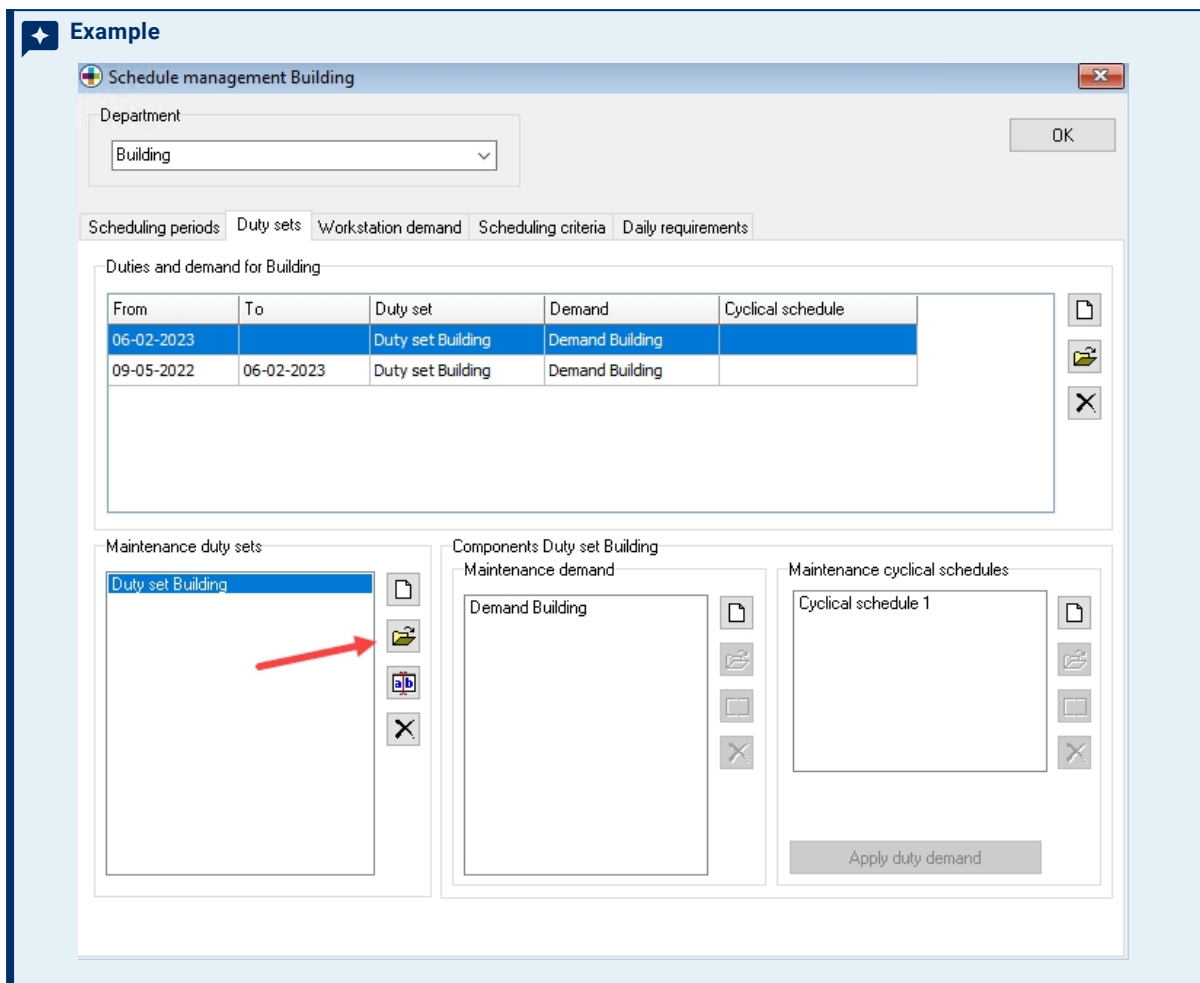 Example
Schedule management Building
Department
Building
OK
Scheduling periods Duty sets Workstation demand Scheduling criteria Daily requirements
Duties and demand for Building
From To Duty set Demand Cyclical schedule
06-02-2023 Duty set Building Demand Building
09-05-2022 06-02-2023 Duty set Building Demand Building
Maintenance duty sets
Duty set Building
ab
Components Duty set Building
Maintenance demand
Demand Building
Maintenance cyclical schedules
Cyclical schedule 1
Apply duty demand